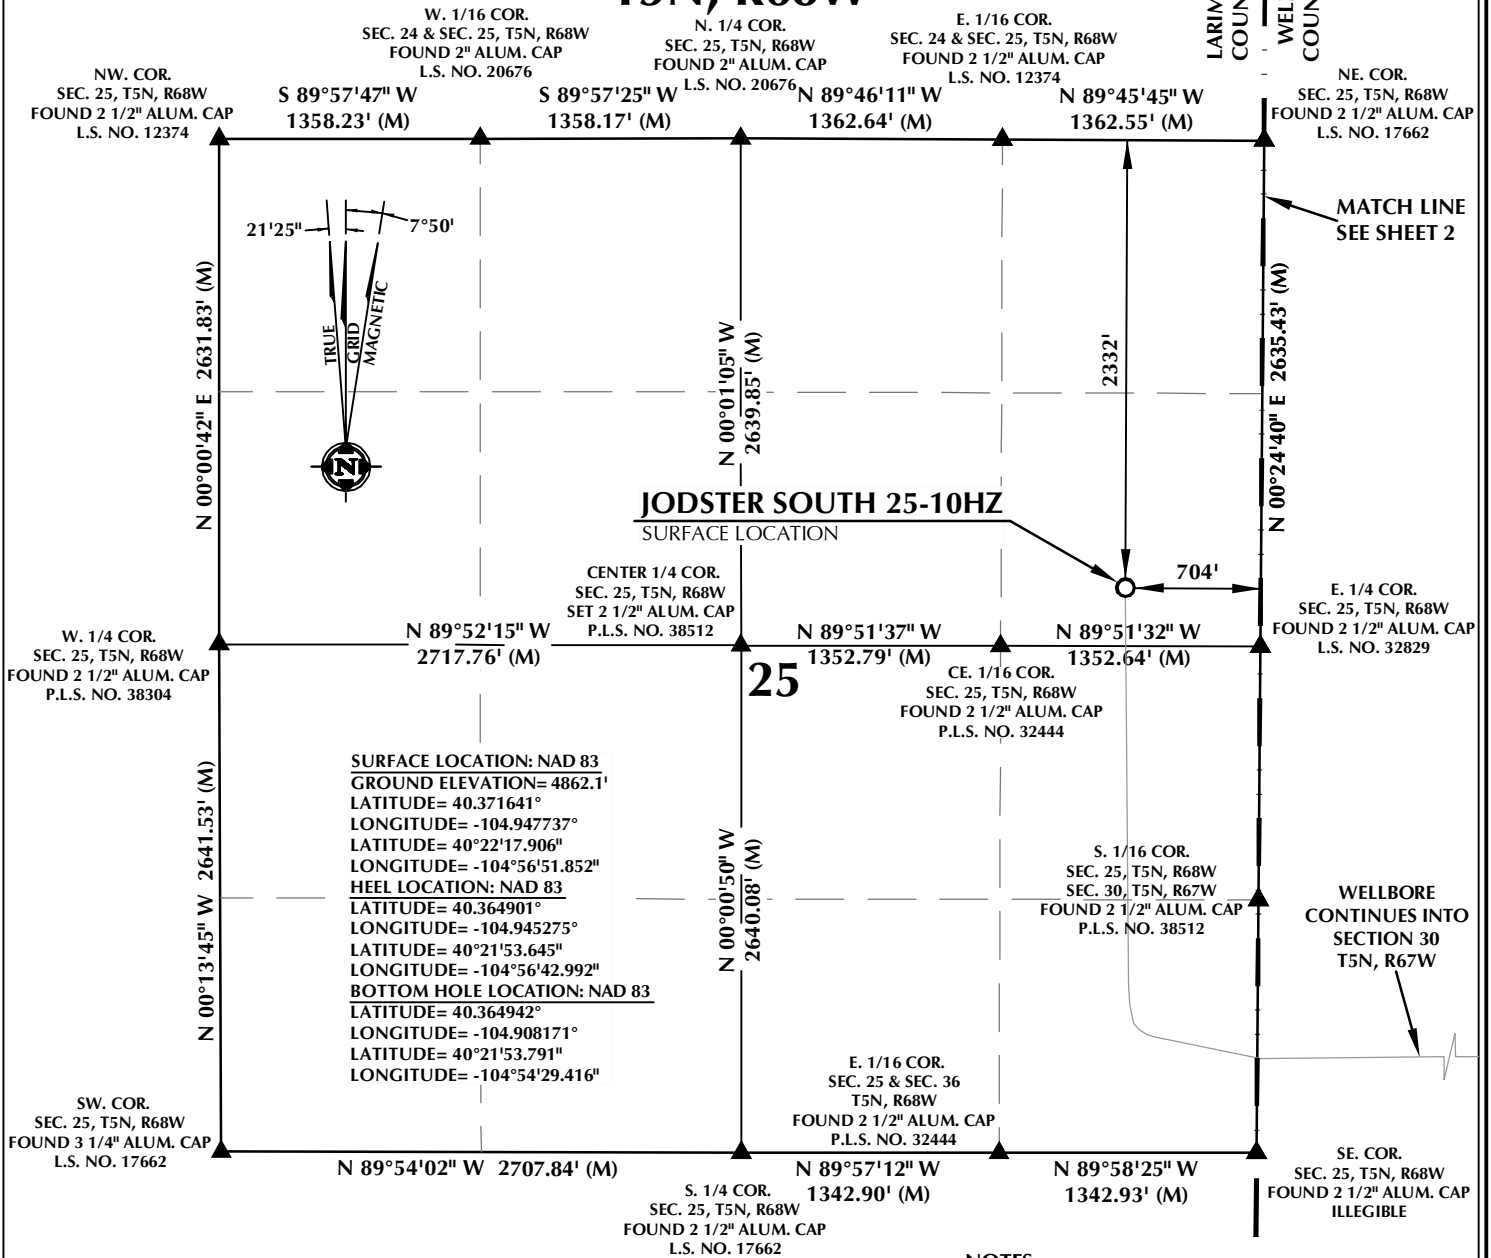 T5N, R68W
W. 1/16 COR.
SEC. 24 & SEC. 25, T5N, R68W
FOUND 2" ALUM. CAP
L.S. NO. 20676
N. 1/4 COR.
SEC. 25, T5N, R68W
FOUND 2" ALUM. CAP
L.S. NO. 20676
E. 1/16 COR.
SEC. 24 & SEC. 25, T5N, R68W
FOUND 2 1/2" ALUM. CAP
L.S. NO. 12374
NW. COR.
SEC. 25, T5N, R68W
FOUND 2 1/2" ALUM. CAP
L.S. NO. 12374
NE. COR.
SEC. 25, T5N, R68W
FOUND 2 1/2" ALUM. CAP
L.S. NO. 17662
S 89°57'47" W
1358.23' (M)
S 89°57'25" W
1358.17' (M)
N 89°46'11" W
1362.64' (M)
N 89°45'45" W
1362.55' (M)
MATCH LINE
SEE SHEET 2
21'25"
7°50'
TRUE
GRID
MAGNETIC
N
N 00°00'42" E 2631.83' (M)
N 00°01'05" W
2639.85' (M)
2332'
N 00°24'40" E 2635.43' (M)
JODSTER SOUTH 25-10HZ
SURFACE LOCATION
704'
CENTER 1/4 COR.
SEC. 25, T5N, R68W
SET 2 1/2" ALUM. CAP
P.L.S. NO. 38512
E. 1/4 COR.
SEC. 25, T5N, R68W
FOUND 2 1/2" ALUM. CAP
L.S. NO. 32829
W. 1/4 COR.
SEC. 25, T5N, R68W
FOUND 2 1/2" ALUM. CAP
P.L.S. NO. 38304
N 89°52'15" W
2717.76' (M)
N 89°51'37" W
1352.79' (M)
N 89°51'32" W
1352.64' (M)
25
CE. 1/16 COR.
SEC. 25, T5N, R68W
FOUND 2 1/2" ALUM. CAP
P.L.S. NO. 32444
SURFACE LOCATION: NAD 83
GROUND ELEVATION= 4862.1'
LATITUDE= 40.371641°
LONGITUDE= -104.947737°
LATITUDE= 40°22'17.906"
LONGITUDE= -104°56'51.852"
HEEL LOCATION: NAD 83
LATITUDE= 40.364901°
LONGITUDE= -104.945275°
LATITUDE= 40°21'53.645"
LONGITUDE= -104°56'42.992"
BOTTOM HOLE LOCATION: NAD 83
LATITUDE= 40.364942°
LONGITUDE= -104.908171°
LATITUDE= 40°21'53.791"
LONGITUDE= -104°54'29.416"
N 00°13'45" W 2641.53' (M)
N 00°00'50" W
2640.08' (M)
S. 1/16 COR.
SEC. 25, T5N, R68W
SEC. 30, T5N, R67W
FOUND 2 1/2" ALUM. CAP
P.L.S. NO. 38512
WELLBORE
CONTINUES INTO
SECTION 30
T5N, R67W
E. 1/16 COR.
SEC. 25 & SEC. 36
T5N, R68W
FOUND 2 1/2" ALUM. CAP
P.L.S. NO. 32444
SW. COR.
SEC. 25, T5N, R68W
FOUND 3 1/4" ALUM. CAP
L.S. NO. 17662
N 89°54'02" W 2707.84' (M)
N 89°57'12" W
1342.90' (M)
N 89°58'25" W
1342.93' (M)
SE. COR.
SEC. 25, T5N, R68W
FOUND 2 1/2" ALUM. CAP
ILLEGIBLE
S. 1/4 COR.
SEC. 25, T5N, R68W
FOUND 2 1/2" ALUM. CAP
L.S. NO. 17662